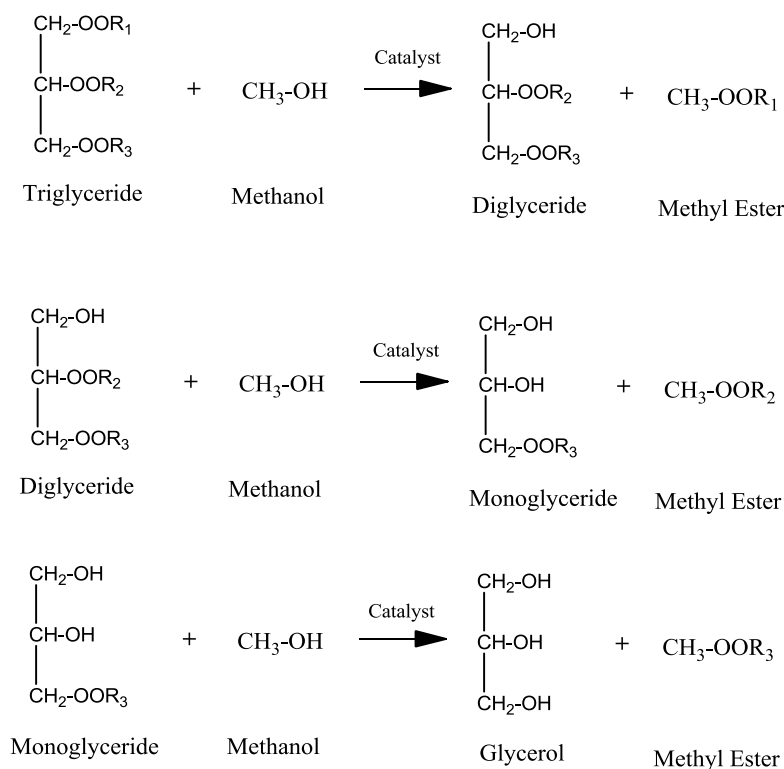 CH₂-OOR₁
CH-OOR₂
CH₂-OOR₃
Triglyceride
+
CH₃-OH
Methanol
Catalyst
CH₂-OH
CH-OOR₂
CH₂-OOR₃
Diglyceride
+
CH₃-OOR₁
Methyl Ester
CH₂-OH
CH-OOR₂
CH₂-OOR₃
Diglyceride
+
CH₃-OH
Methanol
Catalyst
CH₂-OH
CH-OH
CH₂-OOR₃
Monoglyceride
+
CH₃-OOR₂
Methyl Ester
CH₂-OH
CH-OH
CH₂-OOR₃
Monoglyceride
+
CH₃-OH
Methanol
Catalyst
CH₂-OH
CH-OH
CH₂-OH
Glycerol
+
CH₃-OOR₃
Methyl Ester